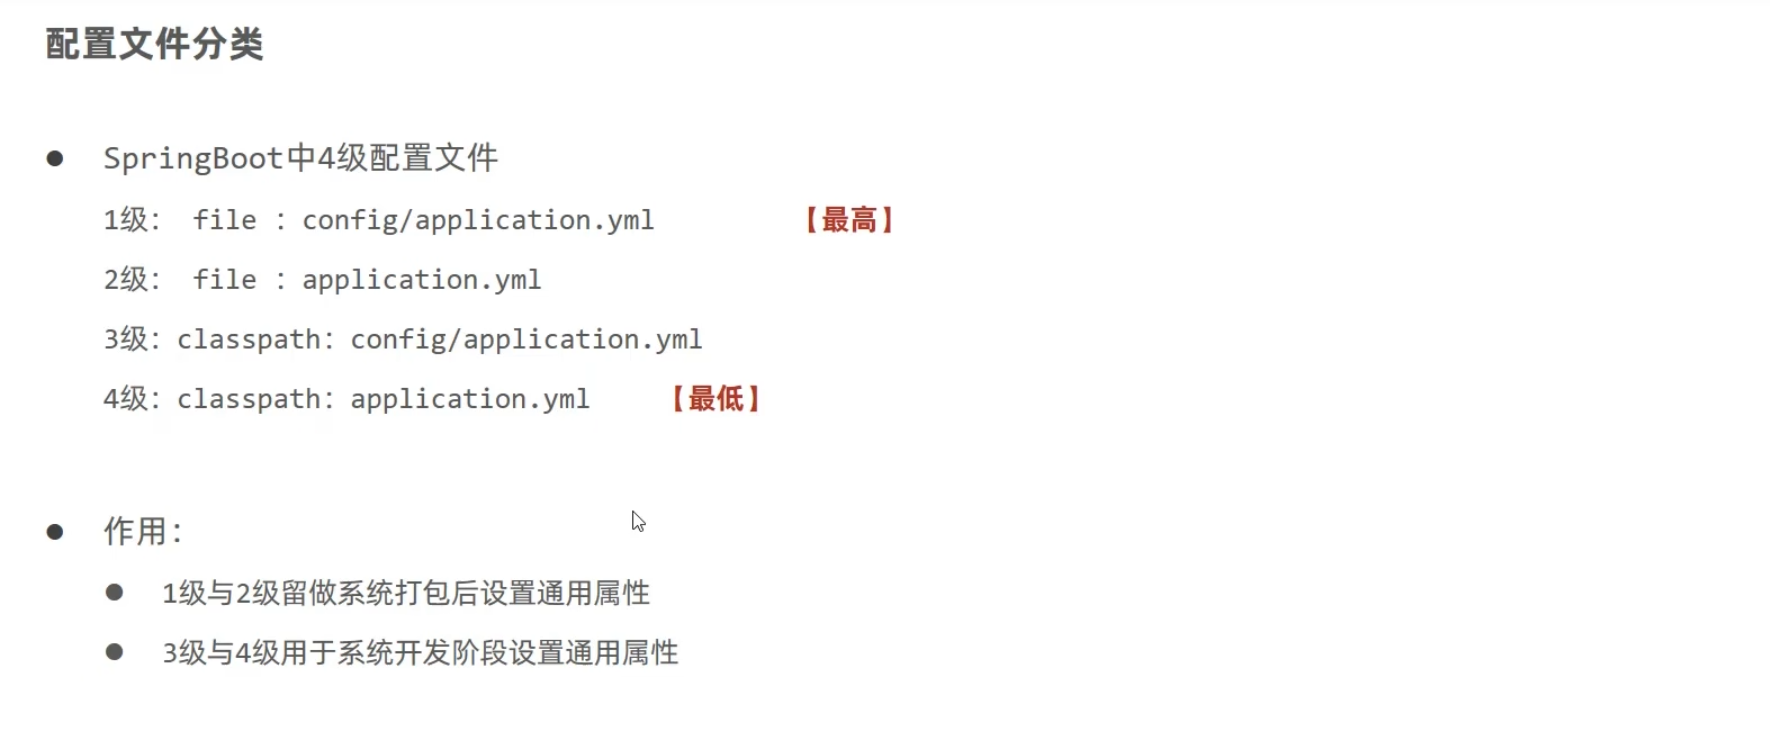 配置文件分类
SpringBoot中4级配置文件
1级： file ：config/application.yml 【最高】
2级： file ：application.yml
3级：classpath：config/application.yml
4级：classpath：application.yml 【最低】
作用：
1级与2级留做系统打包后设置通用属性
3级与4级用于系统开发阶段设置通用属性